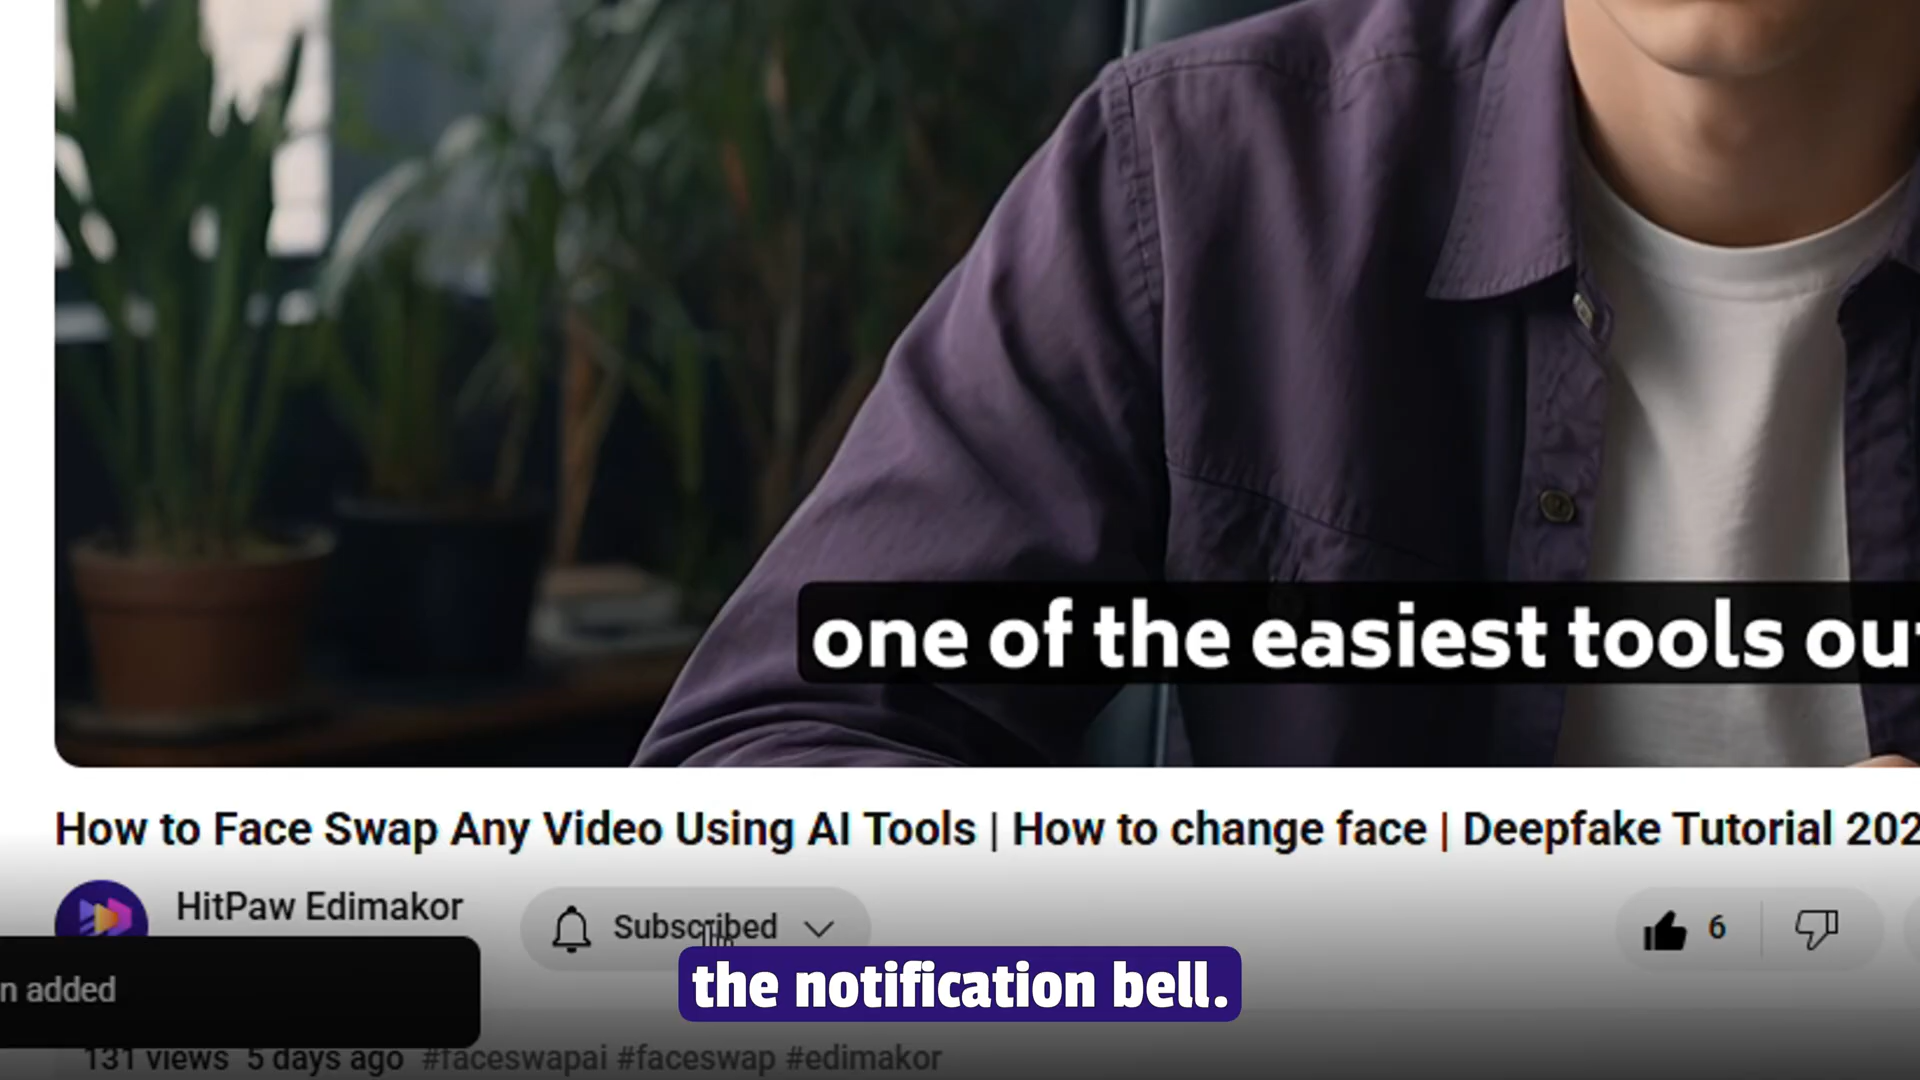 one of the easiest tools ou
How to Face Swap Any Video Using AI Tools | How to change face | Deepfake Tutorial 202
HitPaw Edimakor
Subscribed
6
the notification bell.
n added
131 views 5 days ago #faceswapai #faceswap #edimakor